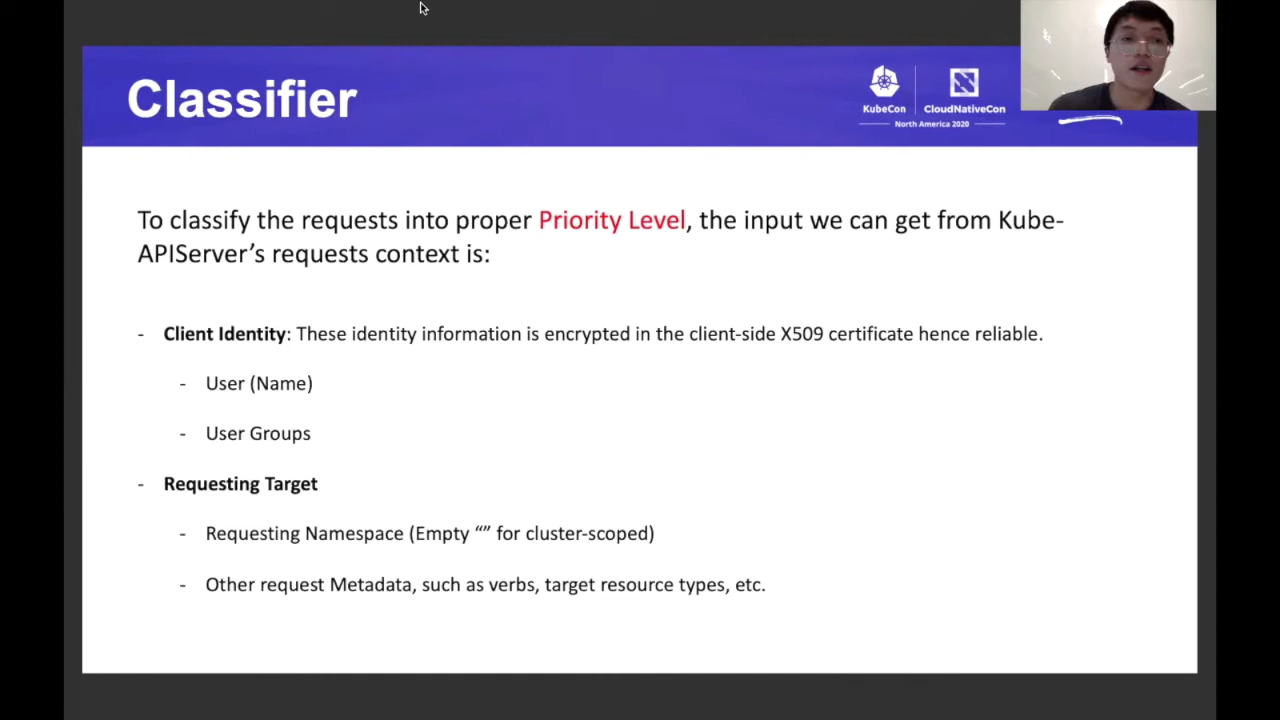 Classifier
KubeCon
CloudNativeCon
North America 2020
To classify the requests into proper Priority Level, the input we can get from Kube-
APIServer’s requests context is:
- Client Identity: These identity information is encrypted in the client-side X509 certificate hence reliable.
- User (Name)
- User Groups
- Requesting Target
- Requesting Namespace (Empty “” for cluster-scoped)
- Other request Metadata, such as verbs, target resource types, etc.